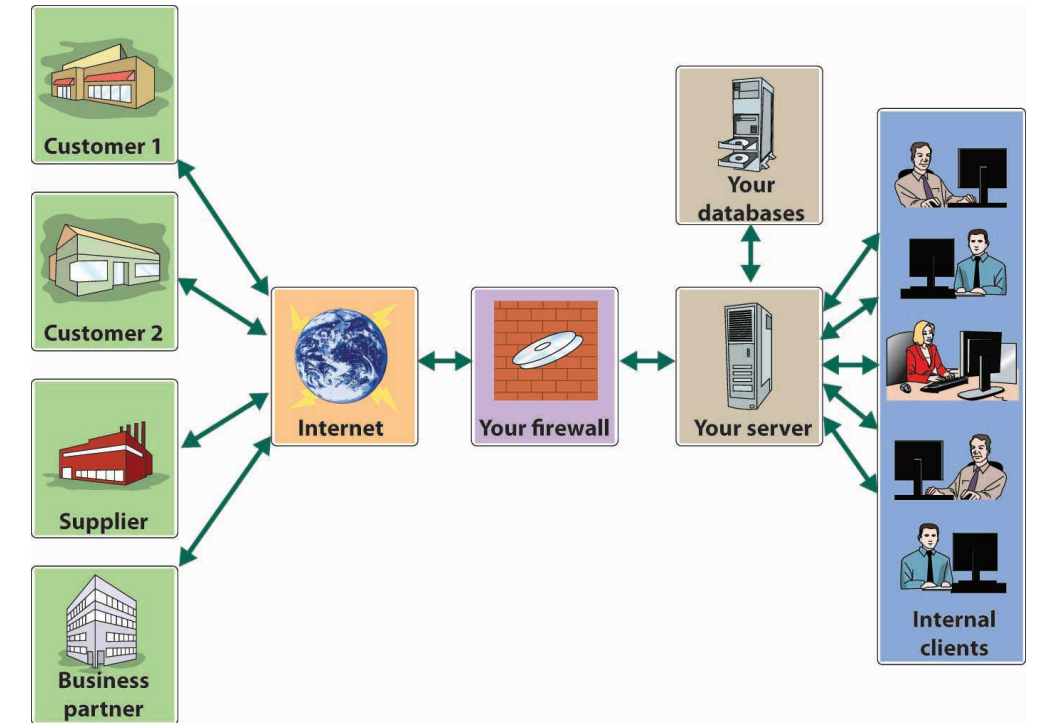 Customer 1
Customer 2
Supplier
Business
partner
Internet
Your firewall
Your
databases
Your server
Internal
clients